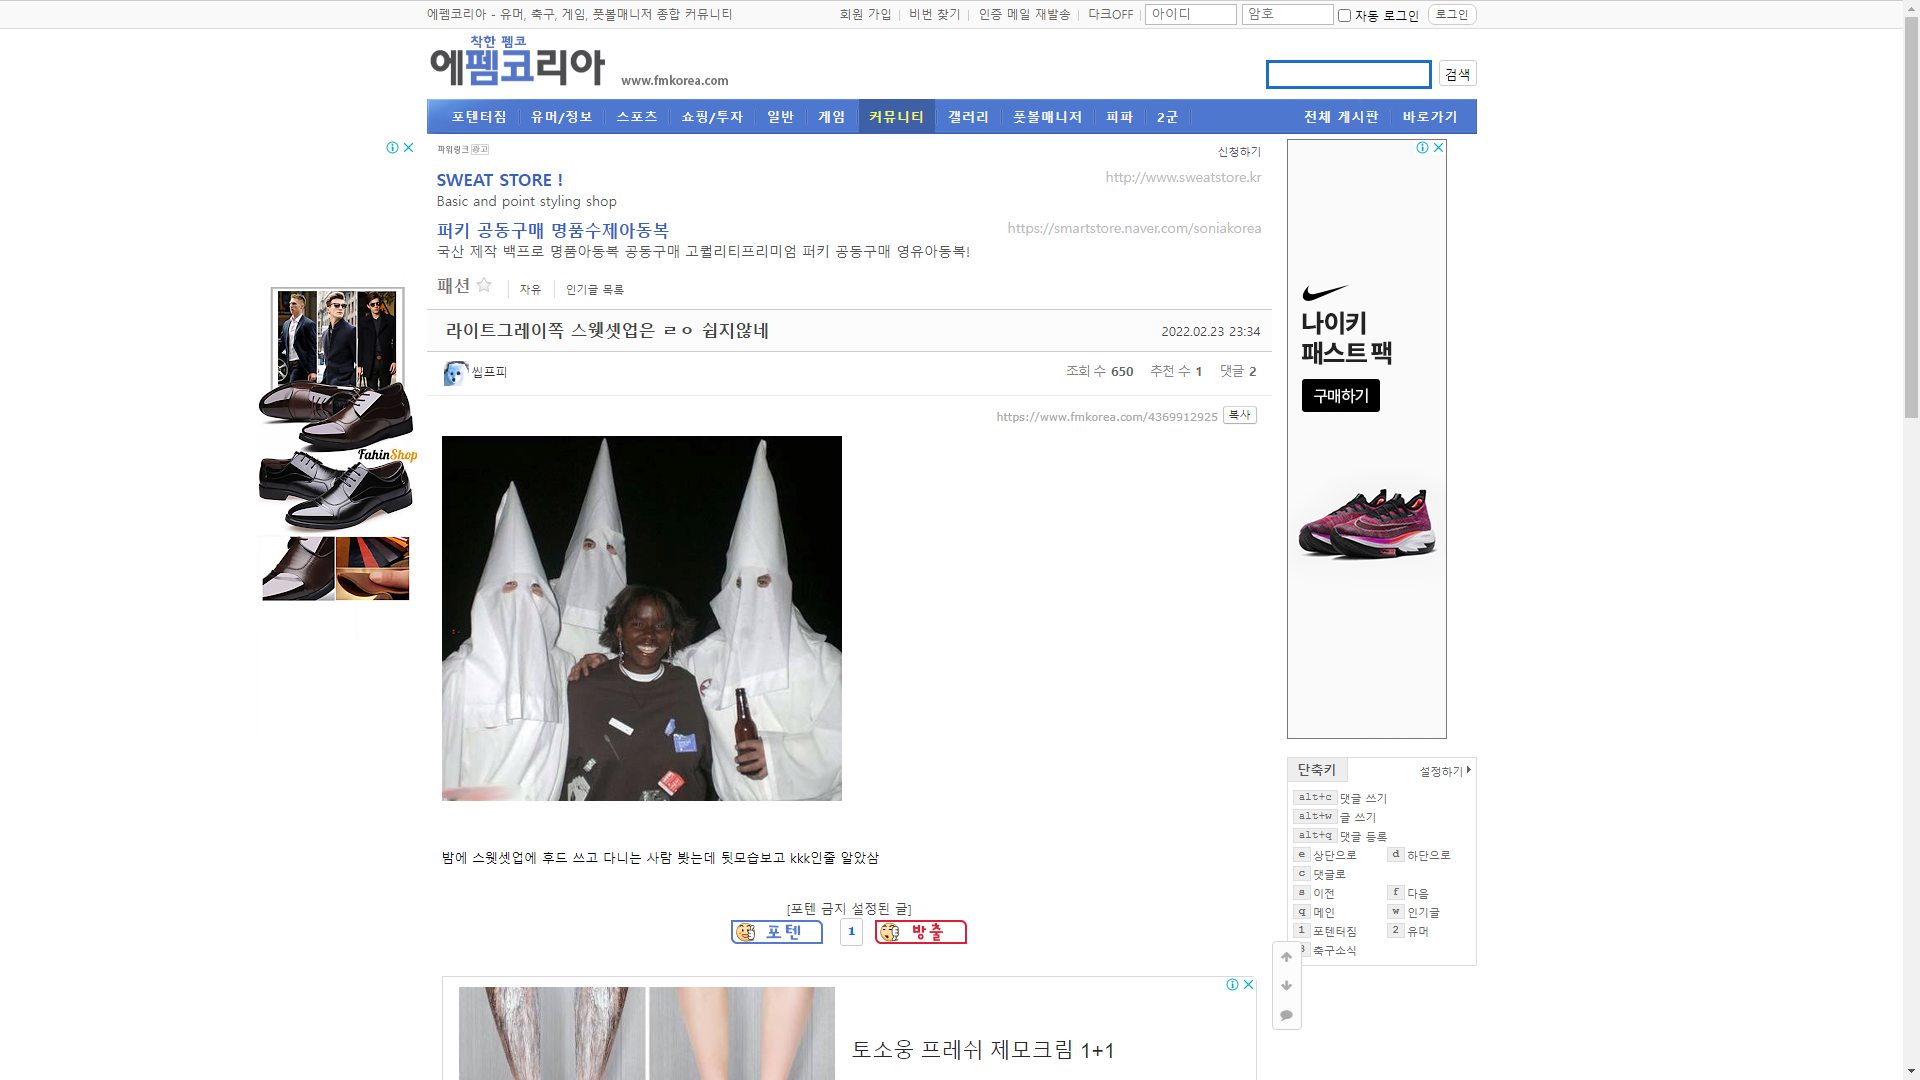 에펨코리아 - 유머, 축구, 게임, 풋볼매니저 종합 커뮤니티
회원 가입
비번 찾기
인증 메일 재발송
다크OFF
아이디
암호
자동 로그인
로그인
착한 펨코
에펨코리아
www.fmkorea.com
검색
포텐터짐
유머/정보
스포츠
쇼핑/투자
일반
게임
커뮤니티
갤러리
풋볼매니저
피파
2군
전체 게시판
바로가기
파워링크 광고
신청하기
SWEAT STORE !
http://www.sweatstore.kr
Basic and point styling shop
퍼키 공동구매 명품수제아동복
https://smartstore.naver.com/soniakorea
국산 제작 백프로 명품아동복 공동구매 고퀄리티프리미엄 퍼키 공동구매 영유아동복!
패션
자유
인기글 목록
라이트그레이쪽 스웻셋업은 ㄹㅇ 쉽지않네
2022.02.23 23:34
씹프피
조회 수 650
추천 수 1
댓글 2
https://www.fmkorea.com/4369912925
복사
밤에 스웻셋업에 후드 쓰고 다니는 사람 봣는데 뒷모습보고 kkk인줄 알았삼
[포텐 금지 설정된 글]
포텐
1
방출
토소웅 프레쉬 제모크림 1+1
FahinShop
나이키
패스트 팩
구매하기
단축키
설정하기
alt+c 댓글 쓰기
alt+w 글 쓰기
alt+q 댓글 등록
e 상단으로
d 하단으로
c 댓글로
s 이전
f 다음
q 메인
w 인기글
1 포텐터짐
2 유머
3 축구소식